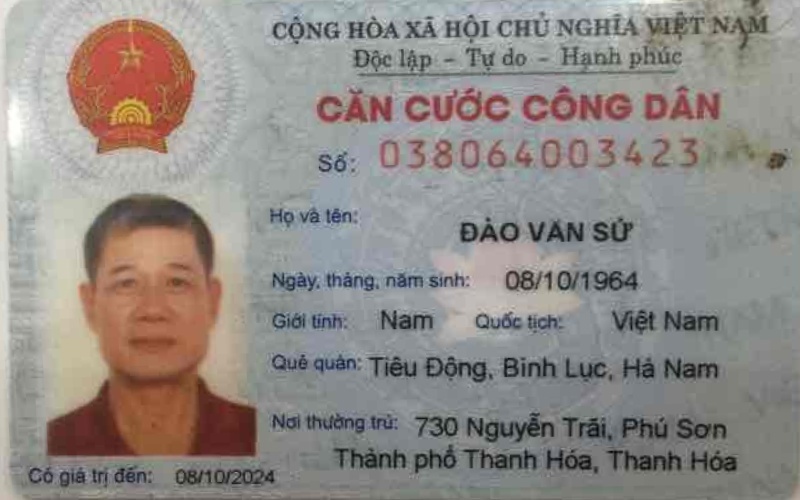 CỘNG HÒA XÃ HỘI CHỦ NGHĨA VIỆT NAM
Độc lập - Tự do - Hạnh phúc
CĂN CƯỚC CÔNG DÂN
Số: 038064003423
Họ và tên:
ĐÀO VĂN SỬ
Ngày, tháng, năm sinh: 08/10/1964
Giới tính: Nam Quốc tịch: Việt Nam
Quê quán: Tiêu Động, Bình Lục, Hà Nam
Nơi thường trú: 730 Nguyễn Trãi, Phú Sơn
Thành phố Thanh Hóa, Thanh Hóa
Có giá trị đến: 08/10/2024